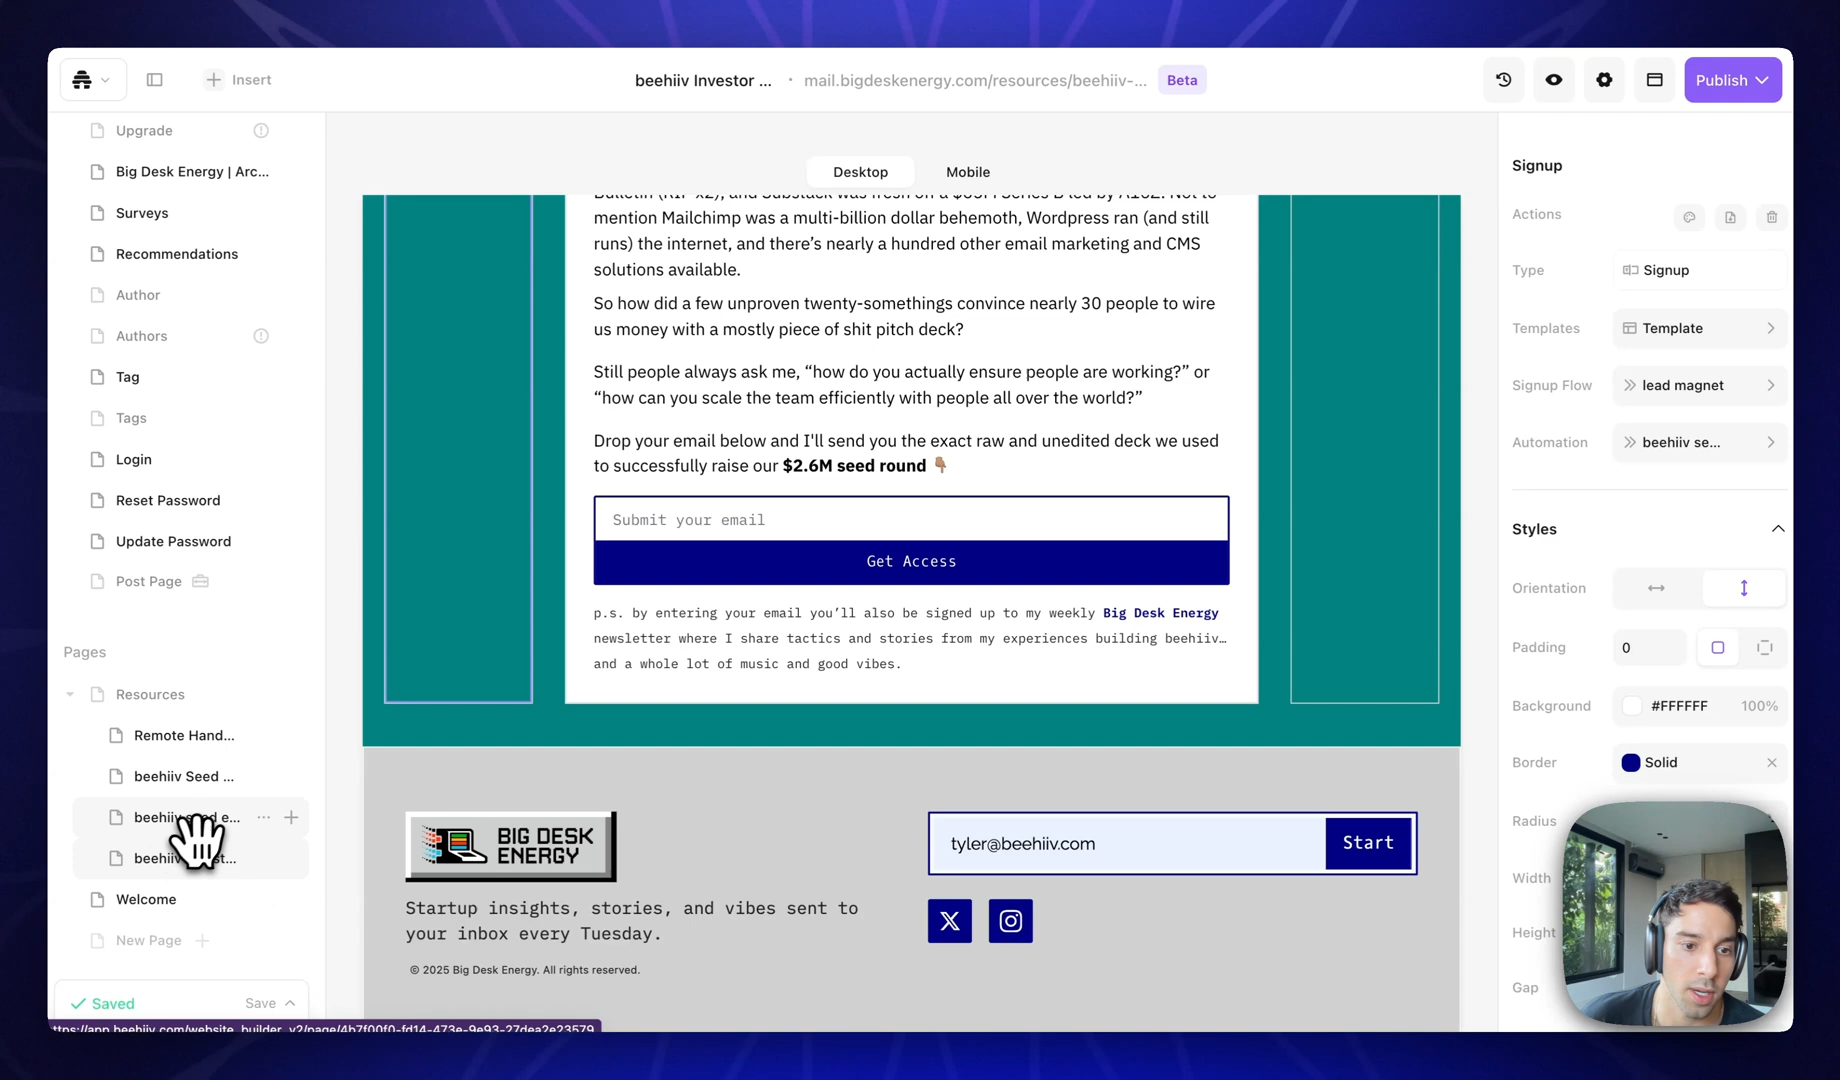 Insert
beehiiv Investor ...
mail.bigdeskenergy.com/resources/beehiiv-...
Beta
Publish
Upgrade
Big Desk Energy | Arc...
Surveys
Recommendations
Author
Authors
Tag
Tags
Login
Reset Password
Update Password
Post Page
Pages
Resources
Remote Hand...
beehiiv Seed ...
Welcome
New Page
Saved
Save
Desktop
Mobile
mention Mailchimp was a multi-billion dollar behemoth, Wordpress ran (and still
runs) the internet, and there’s nearly a hundred other email marketing and CMS
solutions available.
So how did a few unproven twenty-somethings convince nearly 30 people to wire
us money with a mostly piece of shit pitch deck?
Still people always ask me, “how do you actually ensure people are working?” or
“how can you scale the team efficiently with people all over the world?”
Drop your email below and I'll send you the exact raw and unedited deck we used
to successfully raise our $2.6M seed round 👇🏽
Submit your email
Get Access
p.s. by entering your email you’ll also be signed up to my weekly Big Desk Energy
newsletter where I share tactics and stories from my experiences building beehiiv…
and a whole lot of music and good vibes.
BIG DESK
ENERGY
Startup insights, stories, and vibes sent to
your inbox every Tuesday.
© 2025 Big Desk Energy. All rights reserved.
tyler@beehiiv.com
Start
Signup
Actions
Type
Signup
Templates
Template
Signup Flow
lead magnet
Automation
beehiiv se...
Styles
Orientation
Padding
0
Background
#FFFFFF
100%
Border
Solid
Radius
Width
Height
Gap